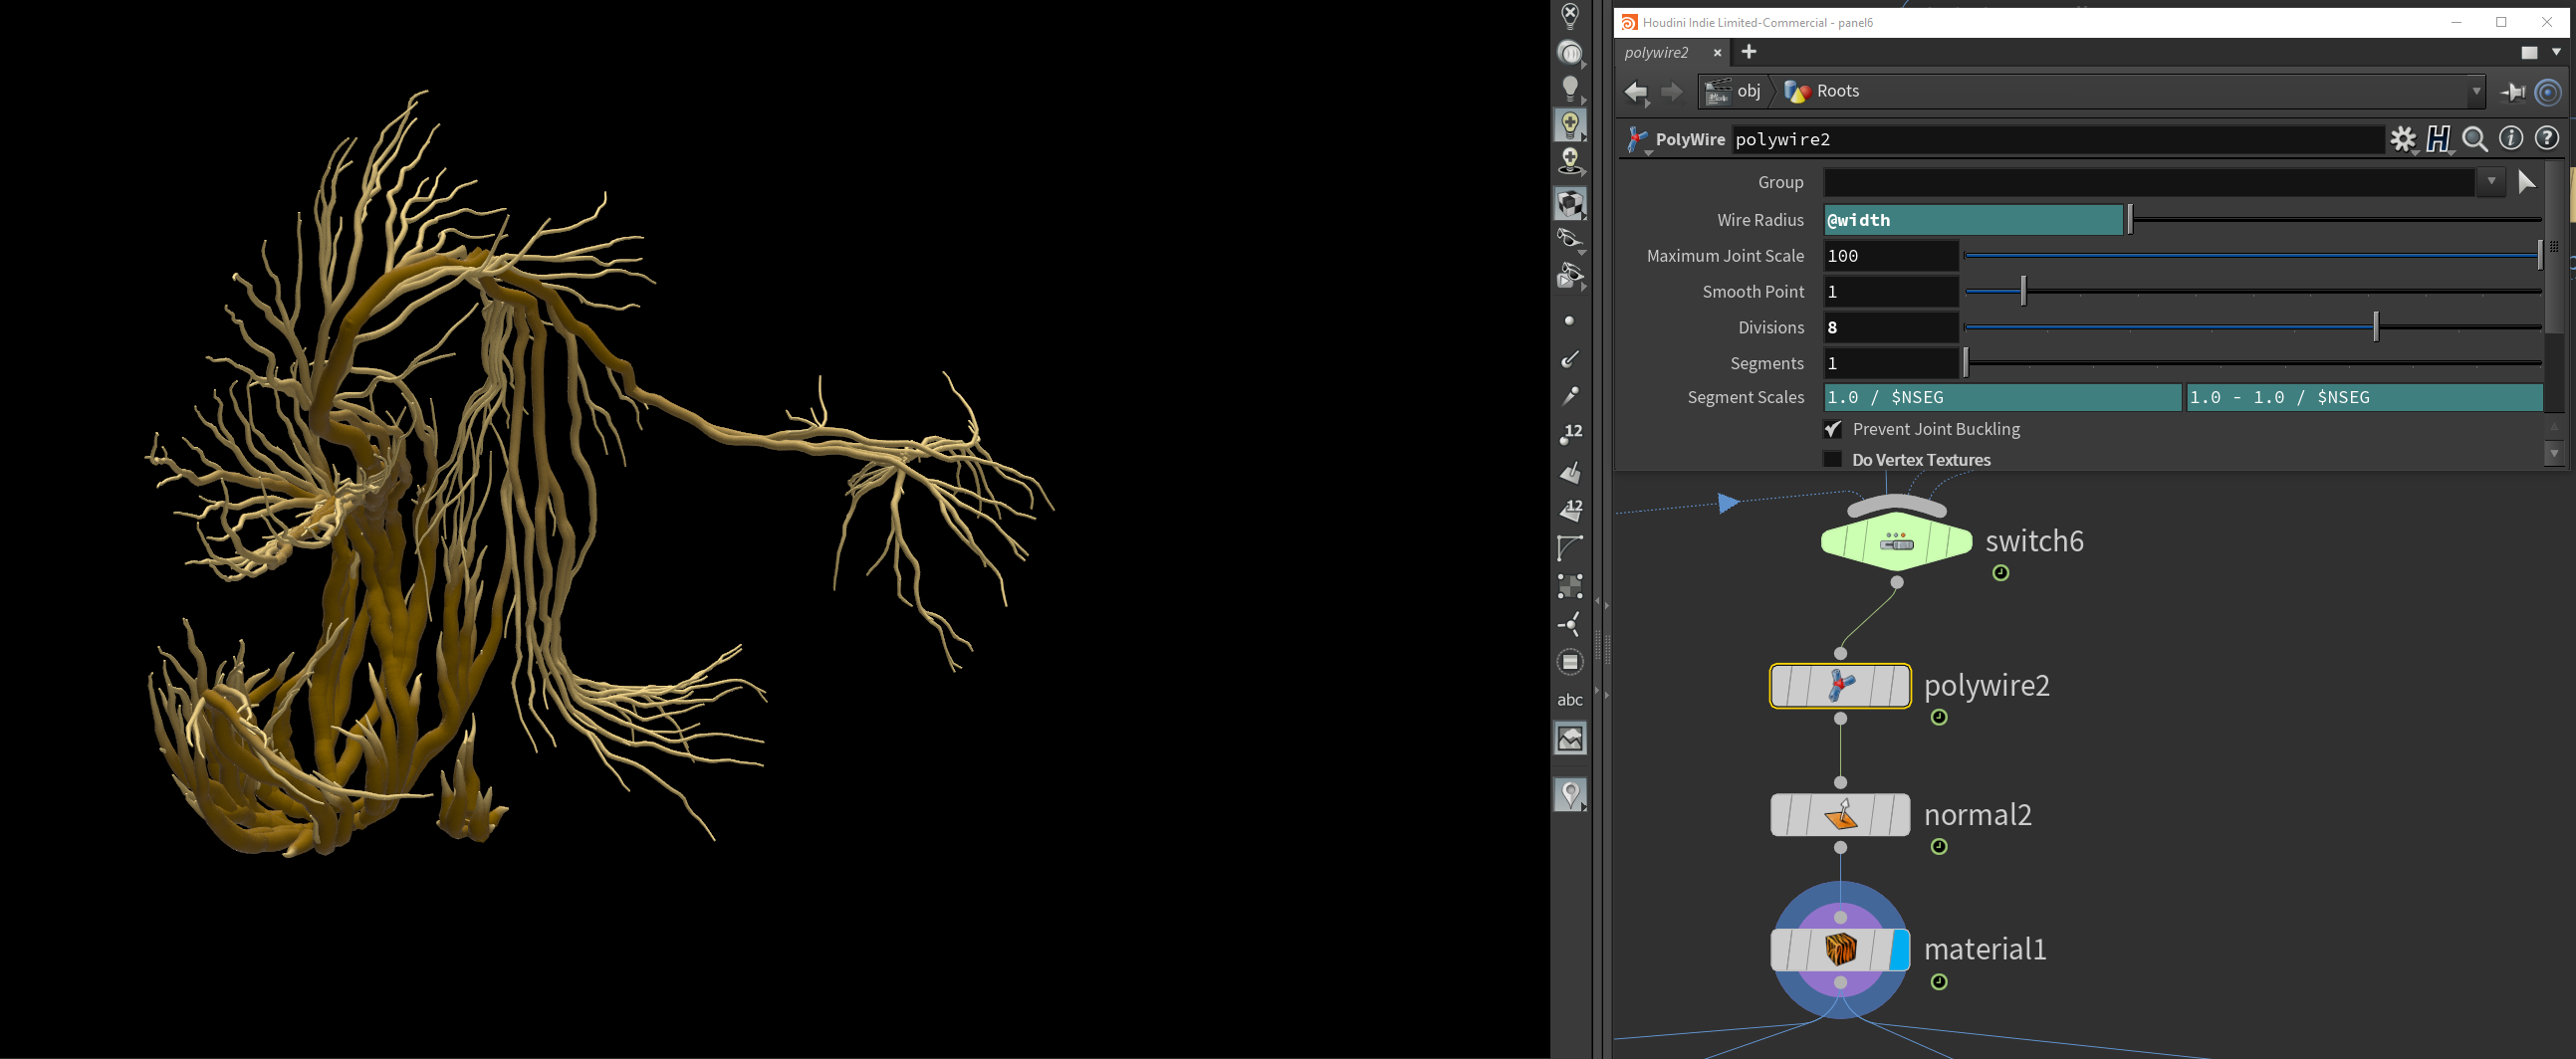 Houdini Indie Limited-Commercial - panel6
polywire2
obj
Roots
PolyWire polywire2
Group
Wire Radius @width
Maximum Joint Scale 100
Smooth Point 1
Divisions 8
Segments 1
Segment Scales 1.0 / $NSEG 1.0 - 1.0 / $NSEG
Prevent Joint Buckling
Do Vertex Textures
12
12
abc
switch6
polywire2
normal2
material1